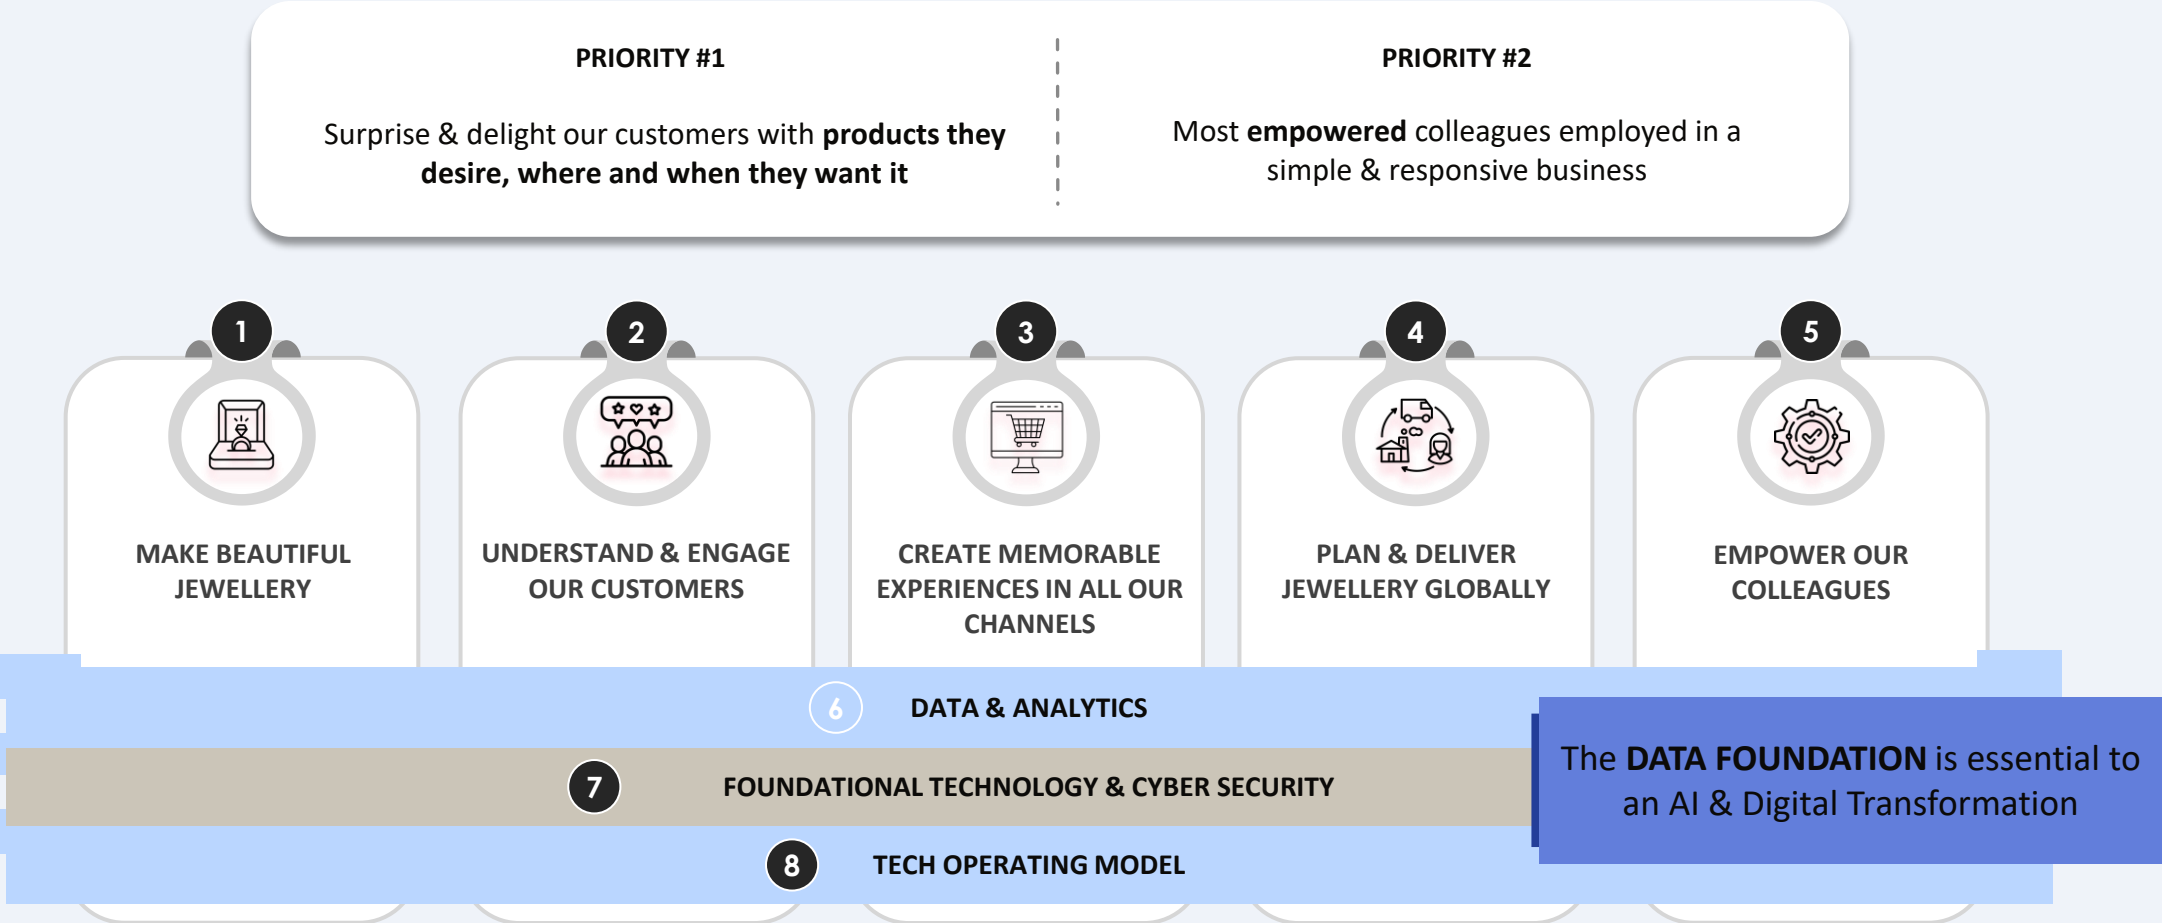 PRIORITY #1
Surprise & delight our customers with products they
desire, where and when they want it
PRIORITY #2
Most empowered colleagues employed in a
simple & responsive business
1
MAKE BEAUTIFUL
JEWELLERY
2
UNDERSTAND & ENGAGE
OUR CUSTOMERS
3
CREATE MEMORABLE
EXPERIENCES IN ALL OUR
CHANNELS
4
PLAN & DELIVER
JEWELLERY GLOBALLY
5
EMPOWER OUR
COLLEAGUES
6 DATA & ANALYTICS
7 FOUNDATIONAL TECHNOLOGY & CYBER SECURITY
8 TECH OPERATING MODEL
The DATA FOUNDATION is essential to
an AI & Digital Transformation